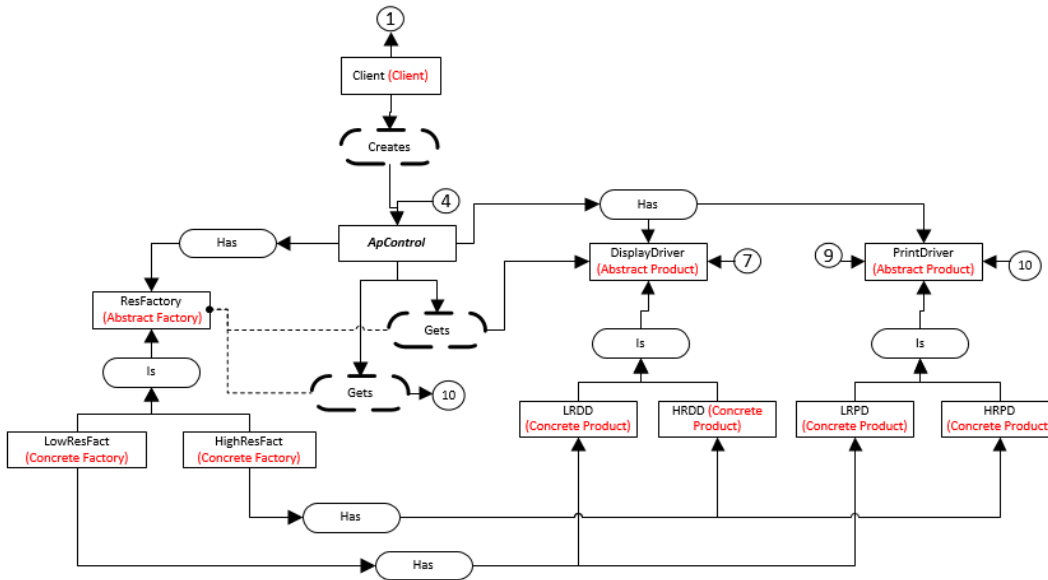 1
Client (Client)
Creates
4
Has
Has
ApControl
DisplayDriver
(Abstract Product)
7
9
PrintDriver
(Abstract Product)
10
ResFactory
(Abstract Factory)
Gets
Is
Is
Is
Gets
10
LRDD
(Concrete Product)
HRDD (Concrete
Product)
LRPD
(Concrete Product)
HRPD
(Concrete Product)
LowResFact
(Concrete Factory)
HighResFact
(Concrete Factory)
Has
Has